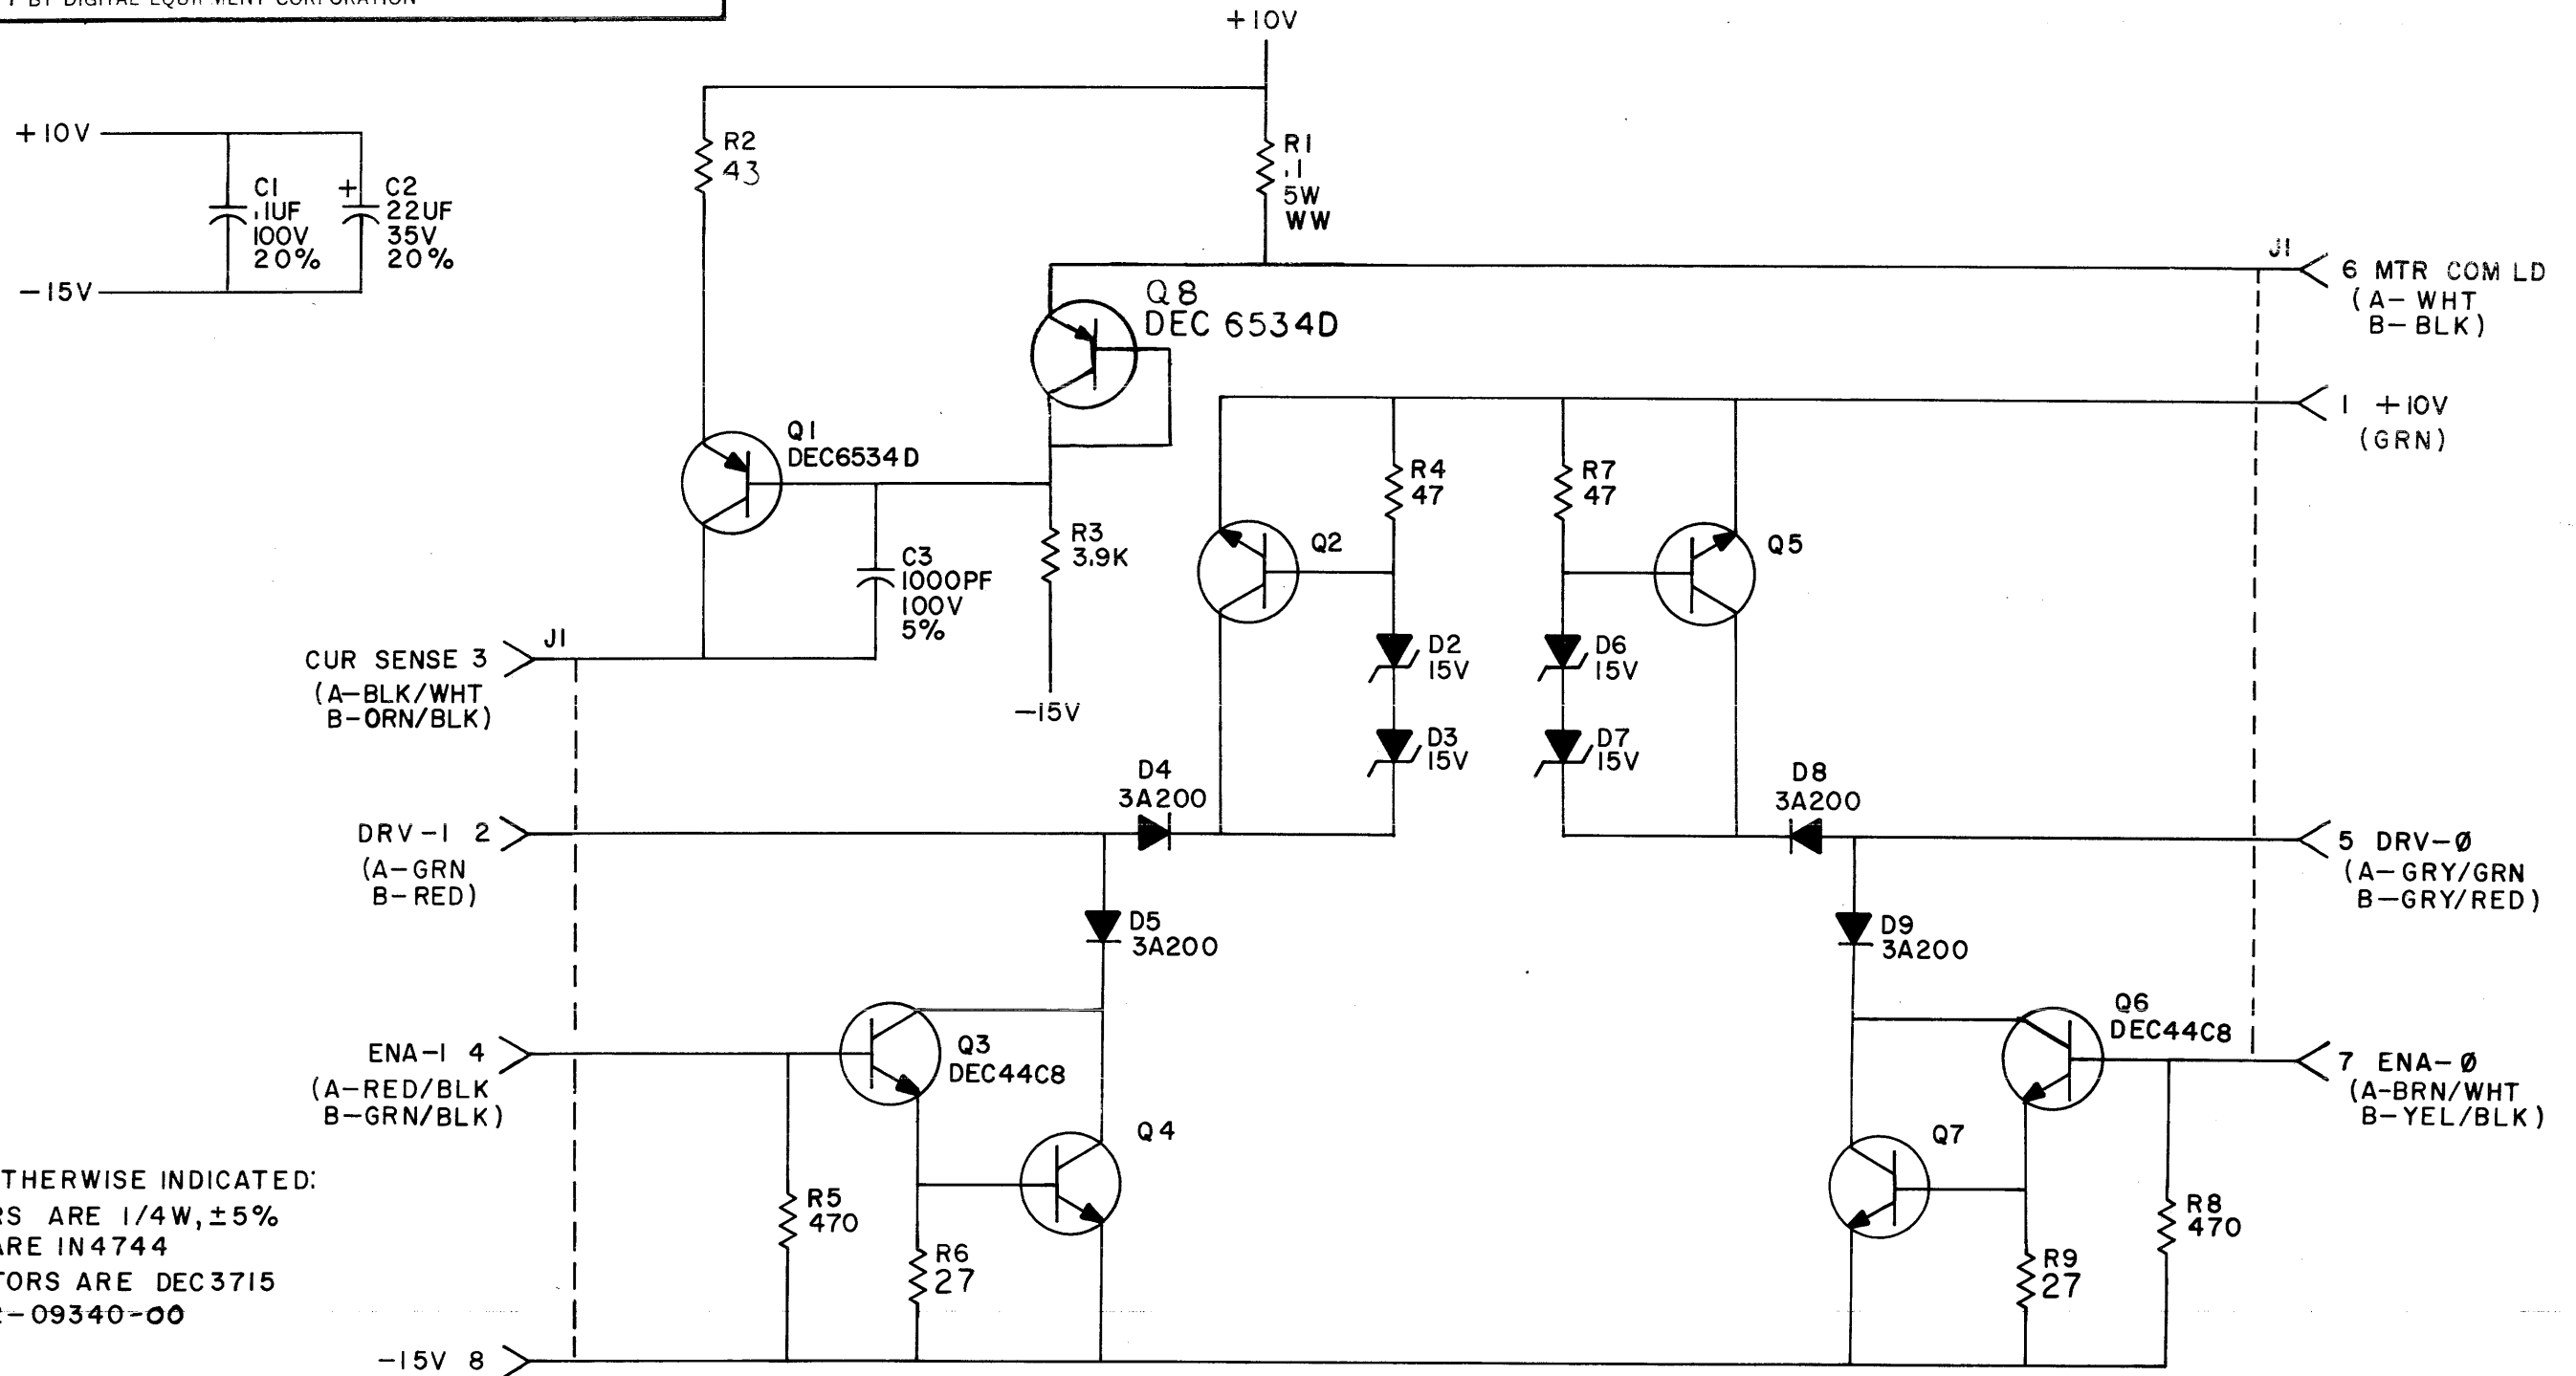 BY DIGITAL EQUIPMENT CORPORATION
+10V
+10V
-15V
C1
.1UF
100V
20%
+
C2
22UF
35V
20%
R2
43
R1
.1
5W
WW
Q8
DEC 6534D
J1
6 MTR COM LD
(A-WHT
B-BLK)
1 +10V
(GRN)
Q1
DEC6534D
C3
1000PF
100V
5%
R3
3.9K
-15V
R4
47
R7
47
Q2
Q5
D2
15V
D6
15V
D3
15V
D7
15V
J1
CUR SENSE 3
(A-BLK/WHT
B-ORN/BLK)
D4
3A200
D8
3A200
DRV-1 2
(A-GRN
B-RED)
5 DRV-Ø
(A-GRY/GRN
B-GRY/RED)
D5
3A200
D9
3A200
ENA-1 4
(A-RED/BLK
B-GRN/BLK)
Q3
DEC44C8
Q6
DEC44C8
7 ENA-Ø
(A-BRN/WHT
B-YEL/BLK)
Q4
Q7
R5
470
R6
27
R9
27
R8
470
THERWISE INDICATED:
RS ARE 1/4W, ±5%
ARE IN4744
TORS ARE DEC3715
-09340-00
-15V 8